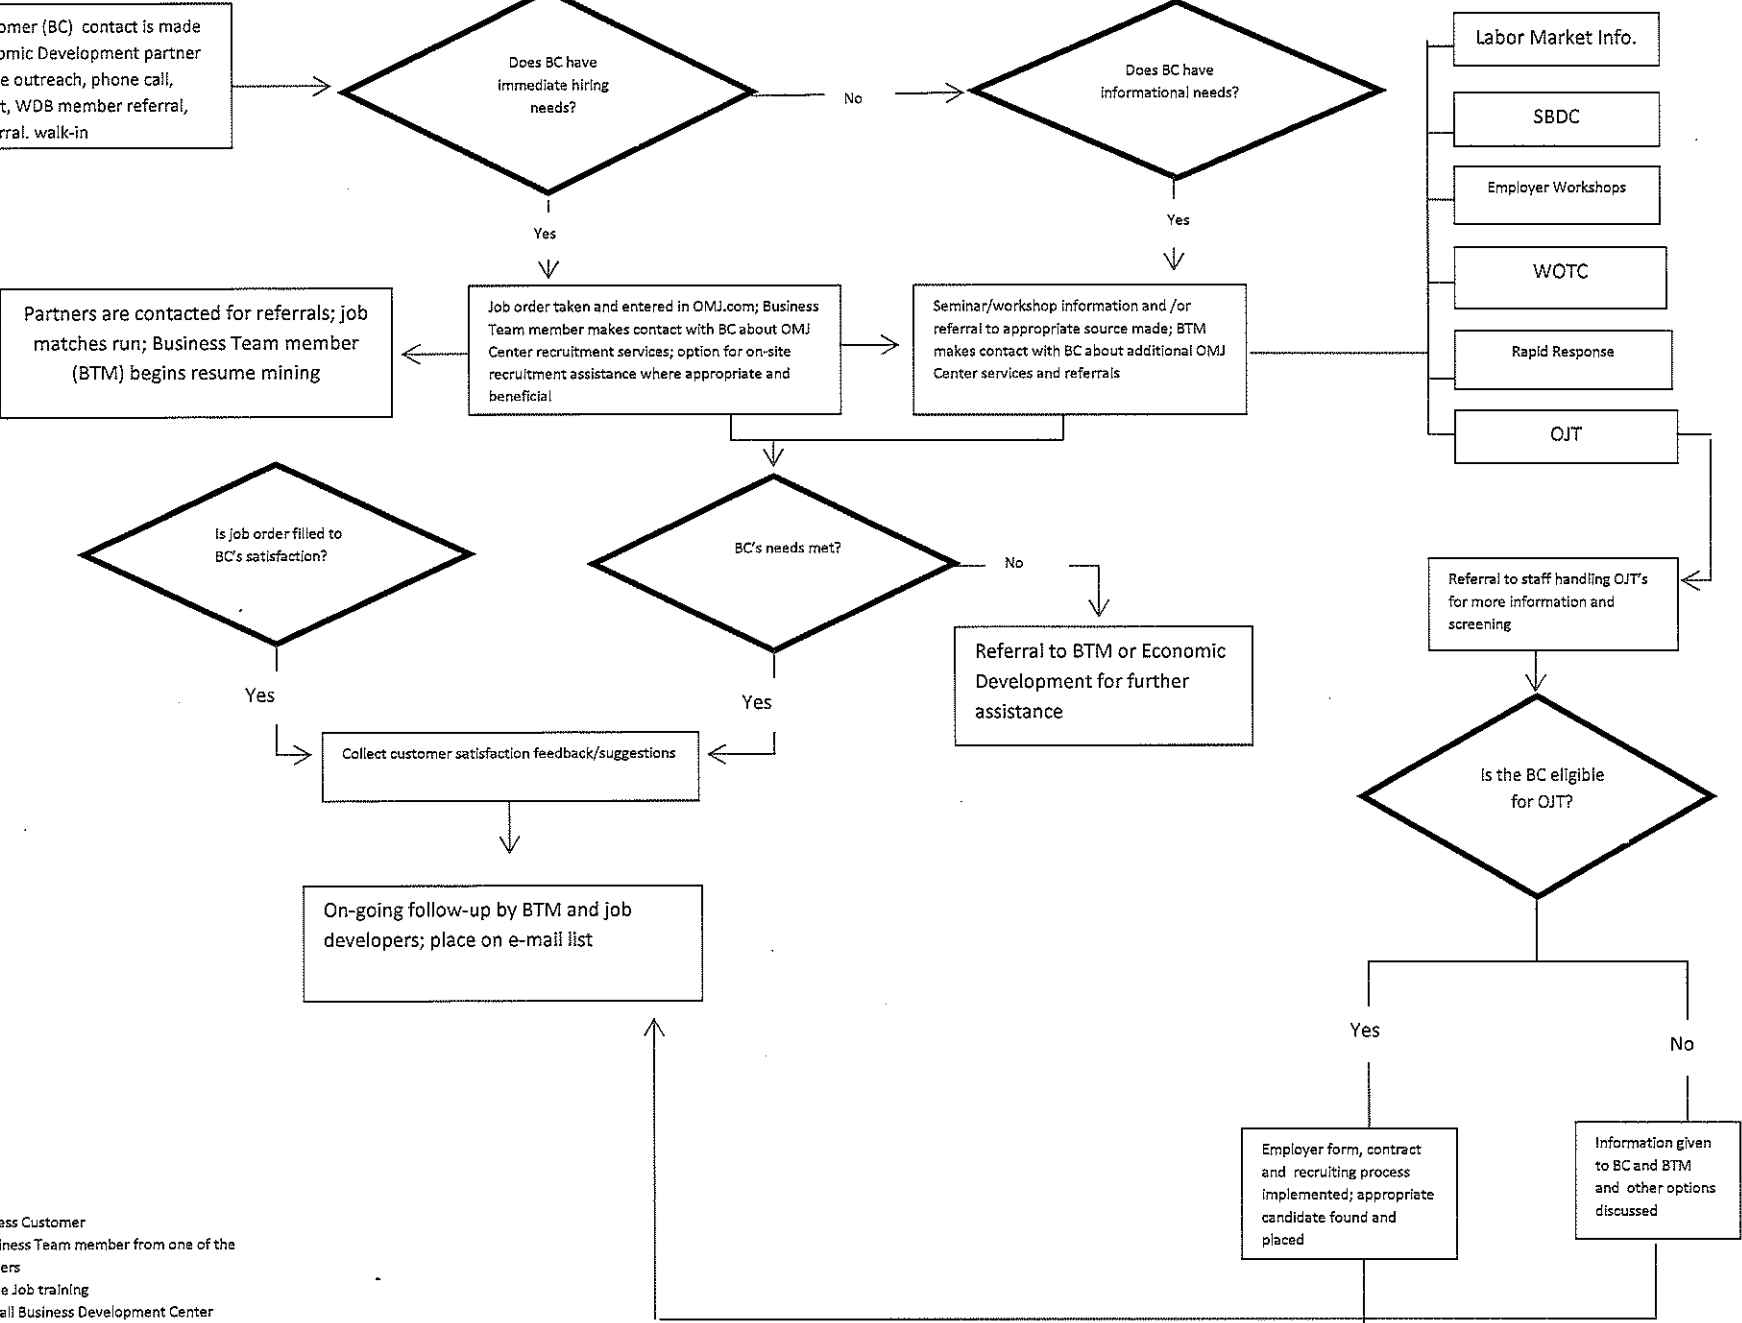 omer (BC) contact is made
omic Development partner
e outreach, phone call,
t, WDB member referral,
rral. walk-in
Does BC have
immediate hiring
needs?
No
Does BC have
informational needs?
Labor Market Info.
SBDC
Employer Workshops
WOTC
Rapid Response
OJT
Yes
Yes
Partners are contacted for referrals; job
matches run; Business Team member
(BTM) begins resume mining
Job order taken and entered in OMJ.com; Business
Team member makes contact with BC about OMJ
Center recruitment services; option for on-site
recruitment assistance where appropriate and
beneficial
Seminar/workshop information and /or
referral to appropriate source made; BTM
makes contact with BC about additional OMJ
Center services and referrals
Is job order filled to
BC's satisfaction?
BC's needs met?
No
Referral to staff handling OJT's
for more information and
screening
Referral to BTM or Economic
Development for further
assistance
Yes
Yes
Collect customer satisfaction feedback/suggestions
Is the BC eligible
for OJT?
On-going follow-up by BTM and job
developers; place on e-mail list
Yes
No
Employer form, contract
and recruiting process
implemented; appropriate
candidate found and
placed
Information given
to BC and BTM
and other options
discussed
ess Customer
iness Team member from one of the
ers
e Job training
all Business Development Center